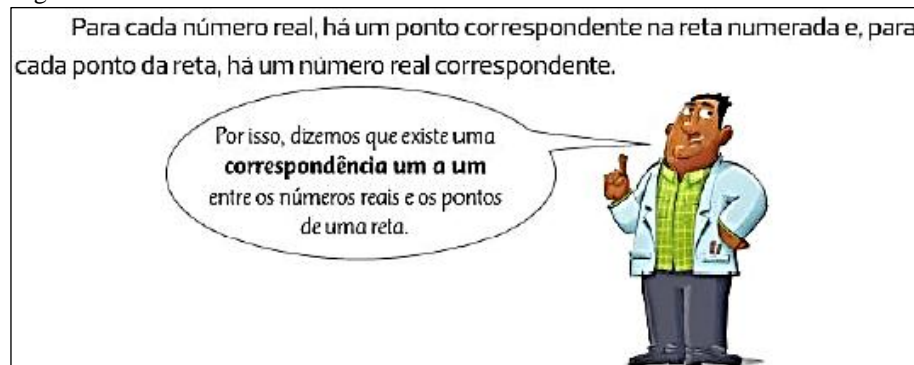 Para cada número real, há um ponto correspondente na reta numerada e, para
cada ponto da reta, há um número real correspondente.
Por isso, dizemos que existe uma
correspondência um a um
entre os números reais e os pontos
de uma reta.